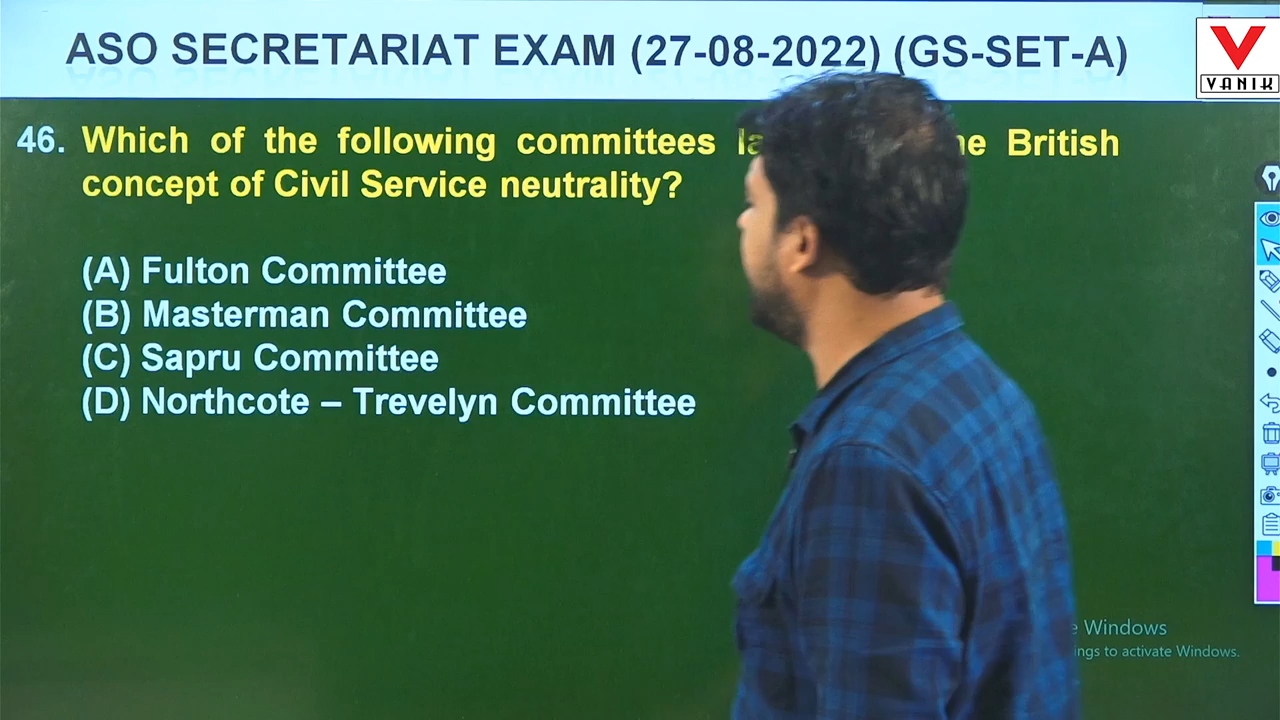 ASO SECRETARIAT EXAM (27-08-2022) (GS-SET-A)
VANIK
46. Which of the following committees British
concept of Civil Service neutrality?
(A) Fulton Committee
(B) Masterman Committee
(C) Sapru Committee
(D) Northcote – Trevelyn Committee
Windows
to activate Windows.